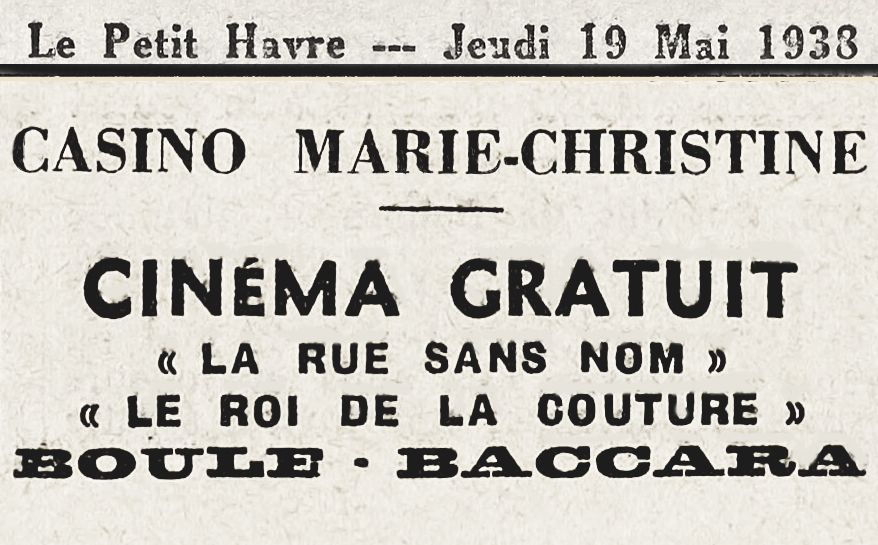 Le Petit Havre --- Jeudi 19 Mai 1938
CASINO MARIE-CHRISTINE
CINÉMA GRATUIT
« LA RUE SANS NOM »
« LE ROI DE LA COUTURE »
BOULE · BACCARA